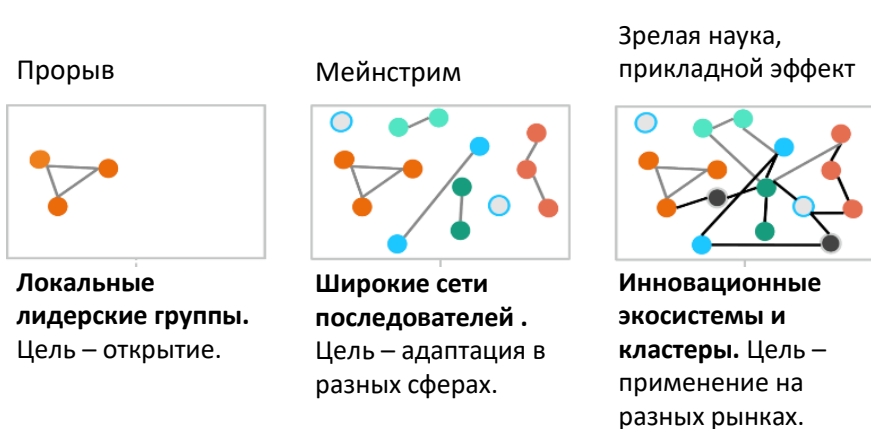 Прорыв
Локальные
лидерские группы.
Цель – открытие.
Мейнстрим
Широкие сети
последователей .
Цель – адаптация в
разных сферах.
Зрелая наука,
прикладной эффект
Инновационные
экосистемы и
кластеры. Цель –
применение на
разных рынках.